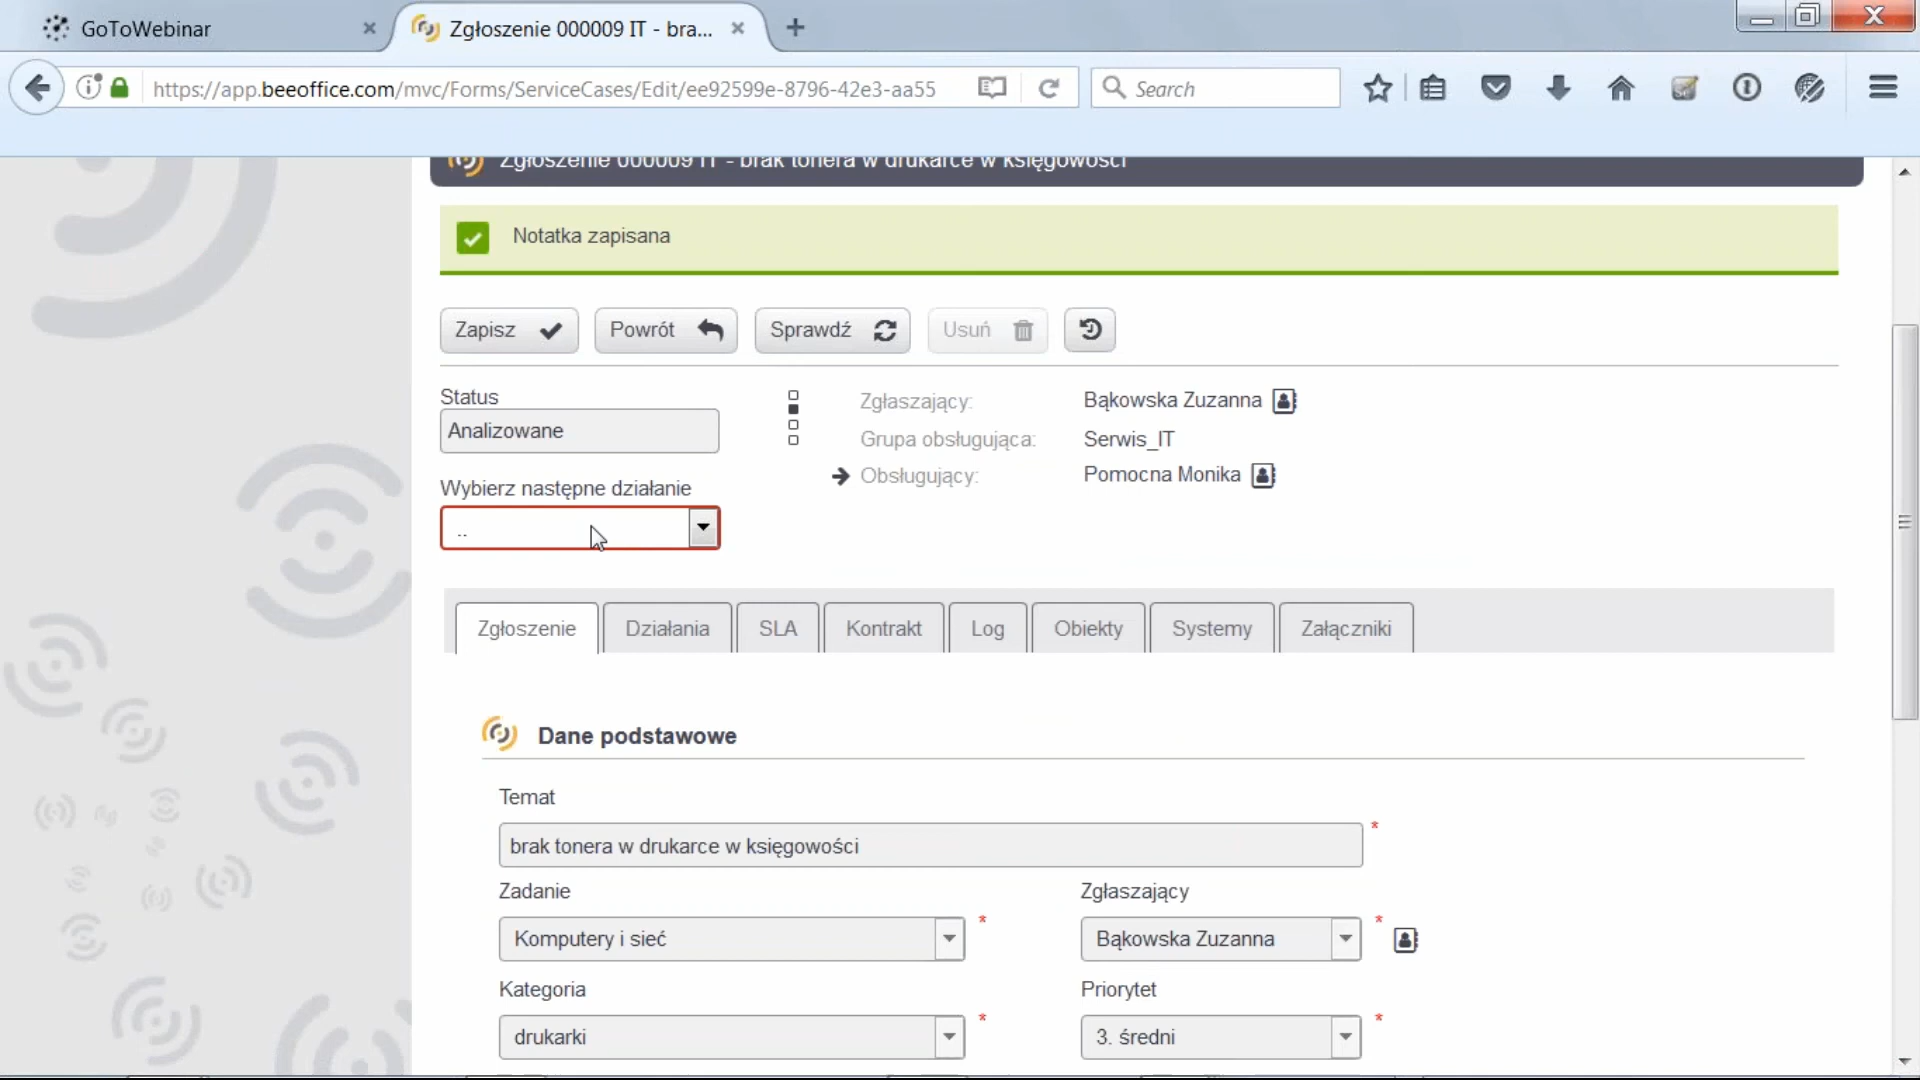 GoToWebinar
Zgłoszenie 000009 IT - bra...
https://app.beeoffice.com/mvc/Forms/ServiceCases/Edit/ee92599e-8796-42e3-aa55
Search
Zgłoszenie 000009 IT - brak tonera w drukarce w księgowości
Notatka zapisana
Zapisz
Powrót
Sprawdź
Usuń
Status
Analizowane
Wybierz następne działanie
..
Zgłaszający: Bąkowska Zuzanna
Grupa obsługująca: Serwis_IT
Obsługujący: Pomocna Monika
Zgłoszenie
Działania
SLA
Kontrakt
Log
Obiekty
Systemy
Załączniki
Dane podstawowe
Temat
brak tonera w drukarce w księgowości *
Zadanie
Komputery i sieć *
Zgłaszający
Bąkowska Zuzanna *
Kategoria
drukarki *
Priorytet
3. średni *